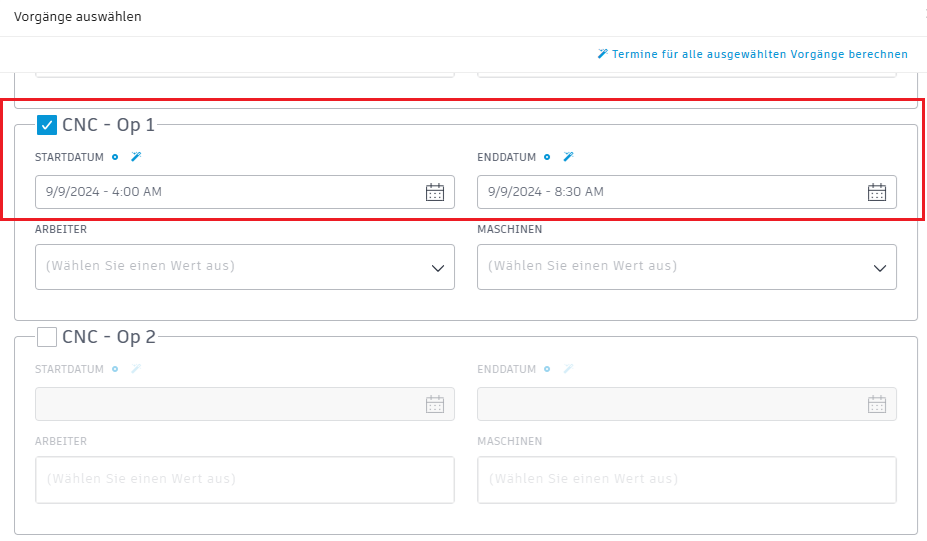 Vorgänge auswählen
Termine für alle ausgewählten Vorgänge berechnen
CNC - Op 1
STARTDATUM ENDDATUM
9/9/2024 - 4:00 AM 9/9/2024 - 8:30 AM
ARBEITER MASCHINEN
(Wählen Sie einen Wert aus) (Wählen Sie einen Wert aus)
CNC - Op 2
STARTDATUM ENDDATUM
ARBEITER MASCHINEN
(Wählen Sie einen Wert aus) (Wählen Sie einen Wert aus)